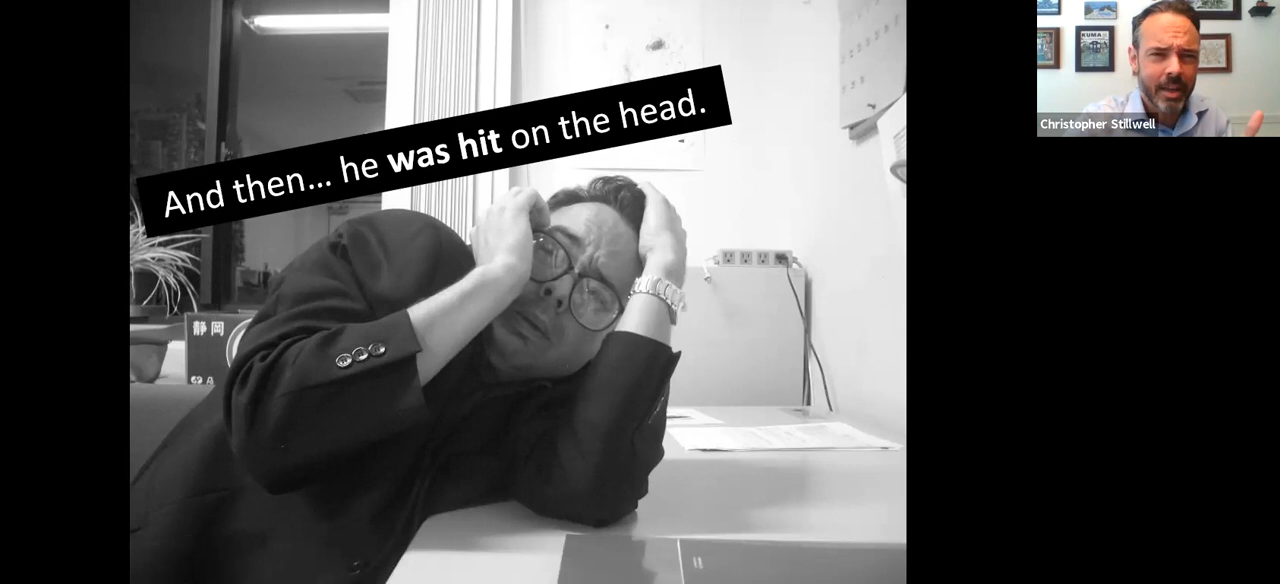 And then... he was hit on the head.
静岡
KUMA
Christopher Stillwell